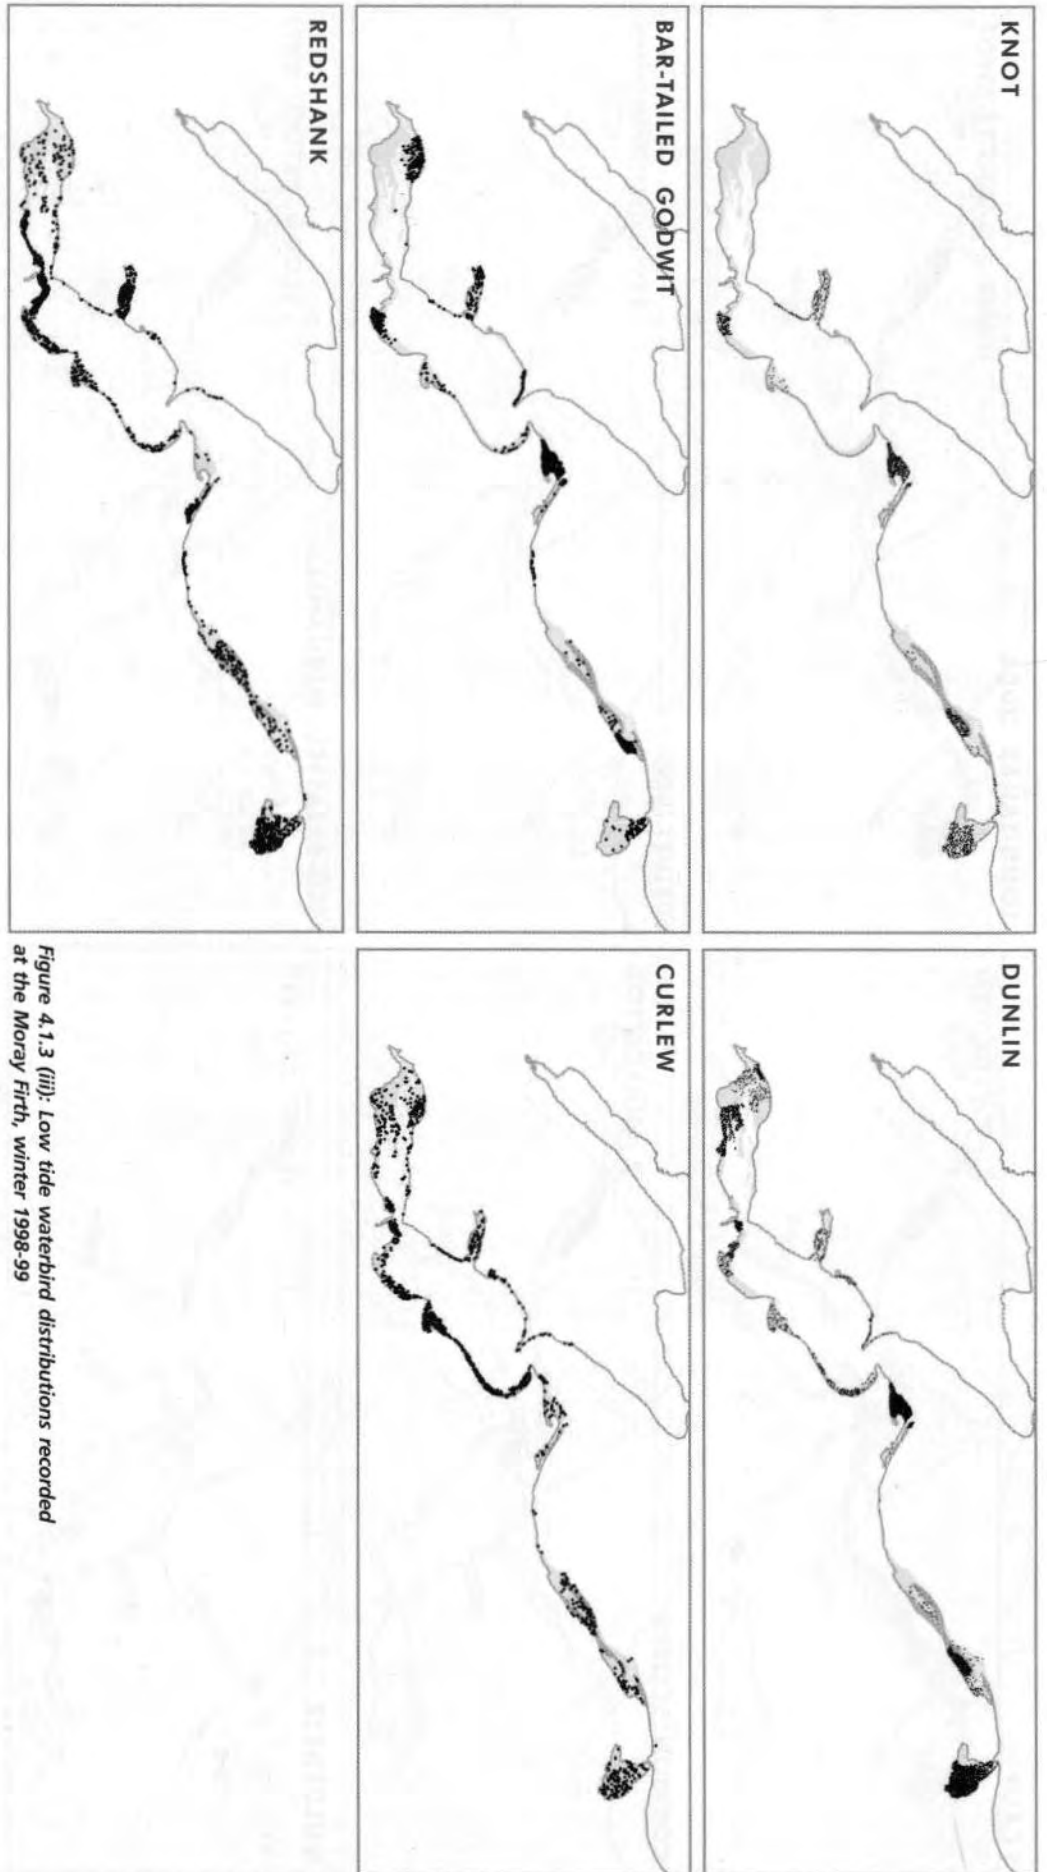 KNOT
DUNLIN
BAR-TAILED GODWIT
CURLEW
REDSHANK
Figure 4.1.3 (iii): Low tide waterbird distributions recorded
at the Moray Firth, winter 1998-99